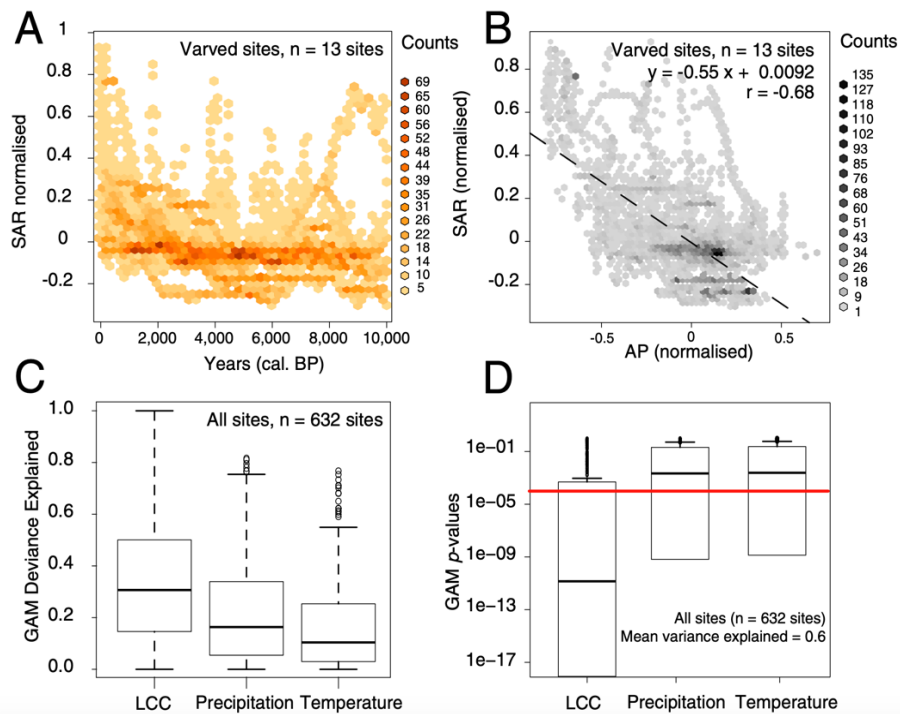 A
Varved sites, n = 13 sites
SAR normalised
1
0.8
0.6
0.4
0.2
0
-0.2
0
2,000
4,000
6,000
8,000
10,000
Years (cal. BP)
Counts
69
65
60
56
52
48
44
39
35
31
26
22
18
14
10
5
B
Varved sites, n = 13 sites
y = -0.55 x + 0.0092
r = -0.68
SAR (normalised)
0.8
0.6
0.4
0.2
0
-0.2
-0.5
0
0.5
AP (normalised)
Counts
135
127
118
110
102
93
85
76
68
60
51
43
34
26
18
9
1
C
All sites, n = 632 sites
GAM Deviance Explained
1.0
0.8
0.6
0.4
0.2
0.0
LCC
Precipitation
Temperature
D
GAM p-values
1e−01
1e−05
1e−09
1e−13
1e−17
All sites (n = 632 sites)
Mean variance explained = 0.6
LCC
Precipitation
Temperature